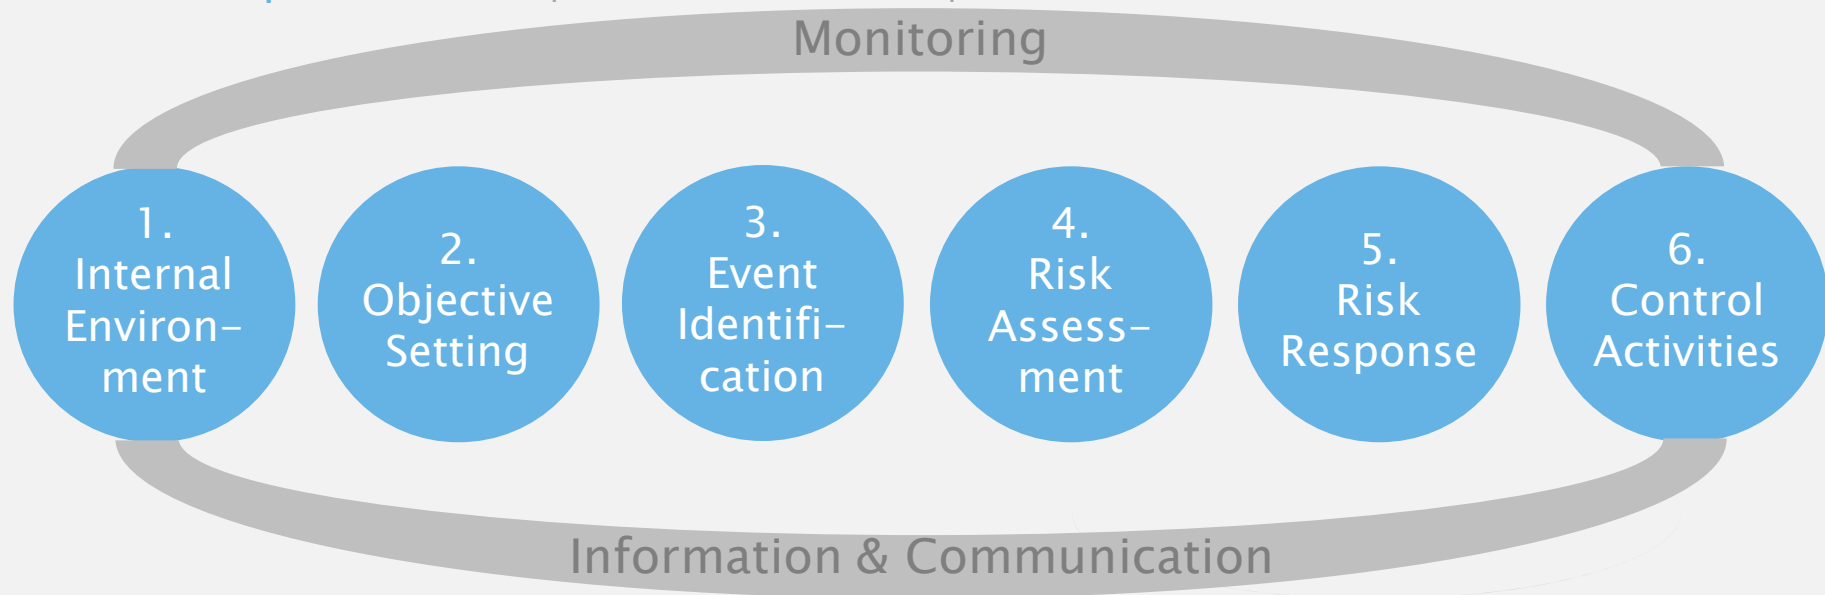 Monitoring
1.
Internal
Environ-
ment
2.
Objective
Setting
3.
Event
Identifi-
cation
4.
Risk
Assess-
ment
5.
Risk
Response
6.
Control
Activities
Information & Communication